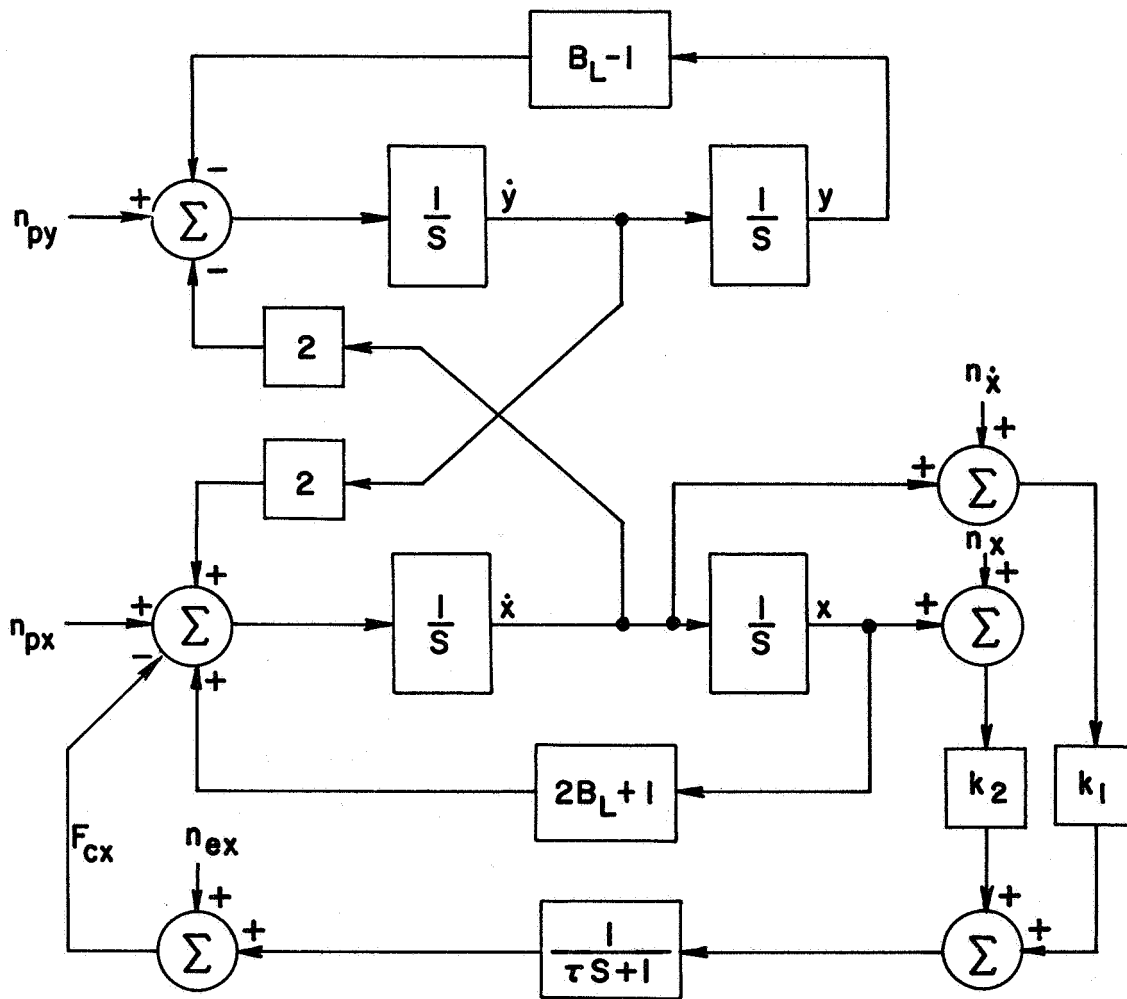 B_L - 1
-
+
n_py
Σ
-
1/S
ẏ
1/S
y
2
n_ẋ
+
+
Σ
2
n_x
+
+
Σ
+
+
n_px
Σ
-
+
1/S
ẋ
1/S
x
2B_L + 1
k_2
k_1
F_cx
n_ex
+
+
Σ
1/(τS + 1)
+
+
Σ